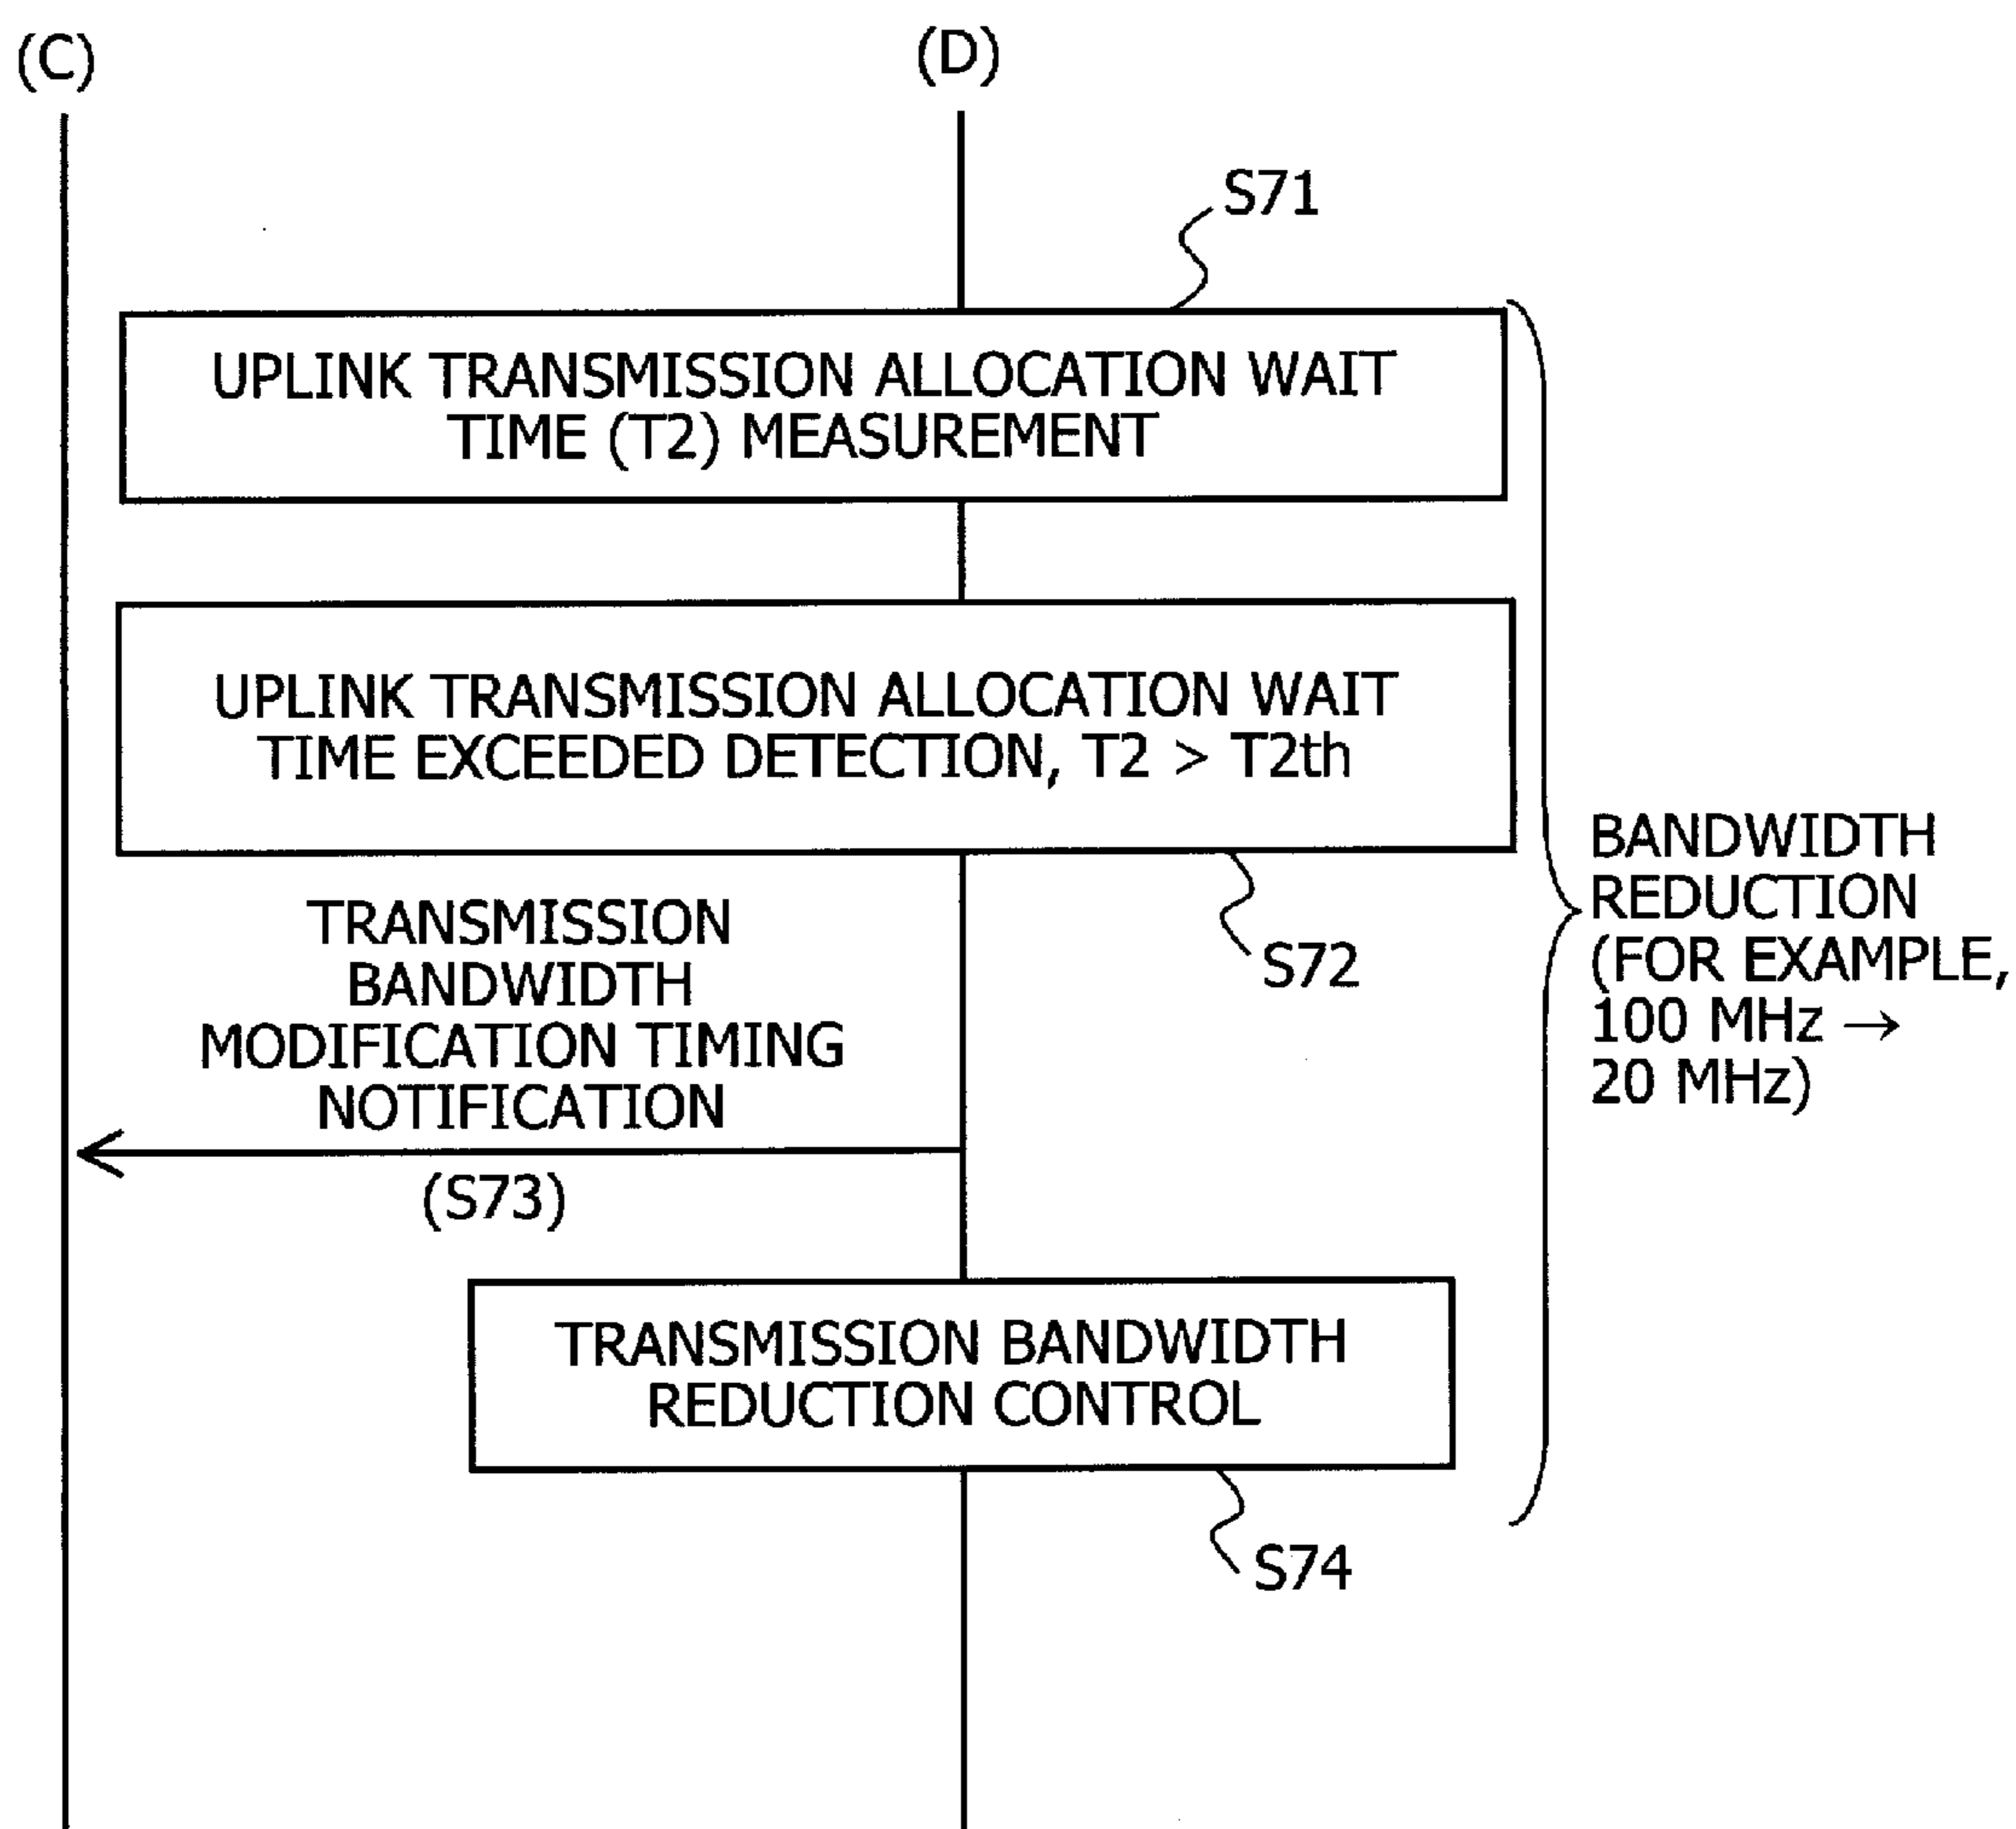 (C)
(D)
S71
UPLINK TRANSMISSION ALLOCATION WAIT
TIME (T2) MEASUREMENT
UPLINK TRANSMISSION ALLOCATION WAIT
TIME EXCEEDED DETECTION, T2 > T2th
S72
TRANSMISSION
BANDWIDTH
MODIFICATION TIMING
NOTIFICATION
(S73)
TRANSMISSION BANDWIDTH
REDUCTION CONTROL
S74
BANDWIDTH
REDUCTION
(FOR EXAMPLE,
100 MHz →
20 MHz)